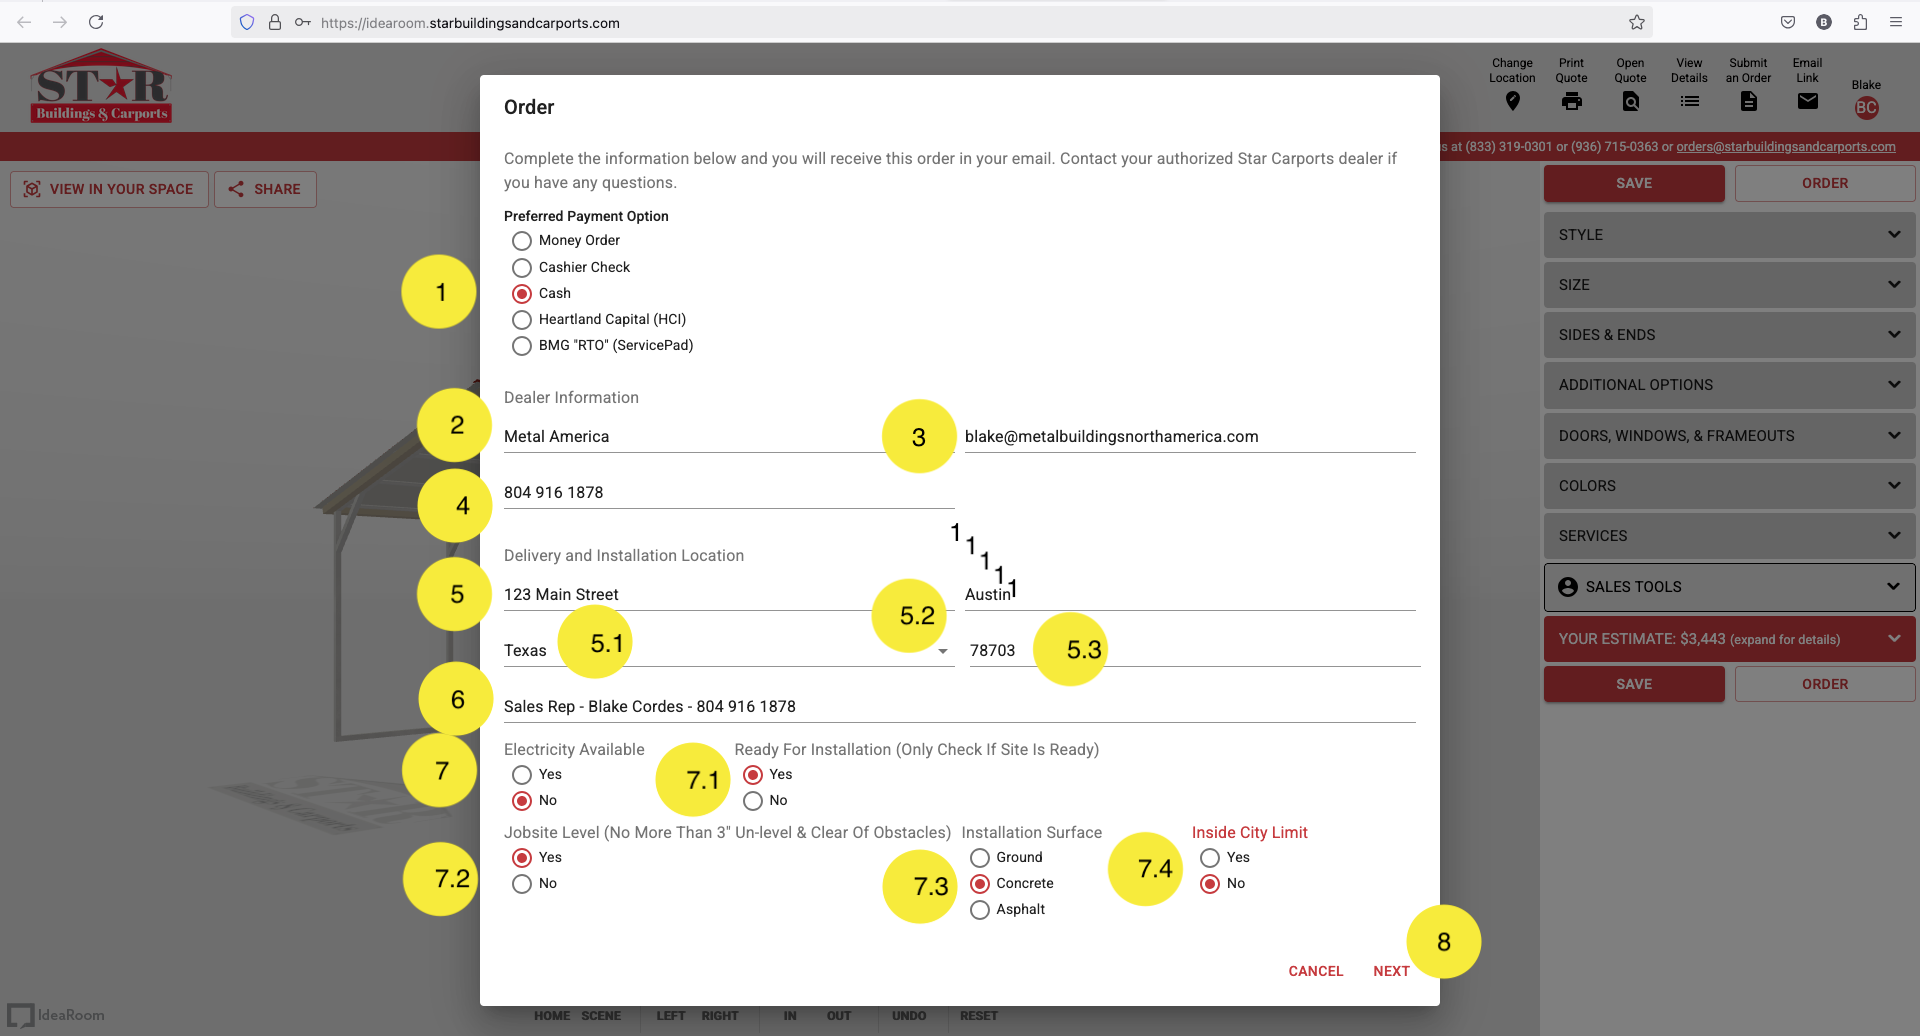 https://idearoom.starbuildingsandcarports.com
B
STAR
Buildings & Carports
Change Location
Print Quote
Open Quote
View Details
Submit an Order
Email Link
Blake
BC
s at (833) 319-0301 or (936) 715-0363 or orders@starbuildingsandcarports.com
VIEW IN YOUR SPACE
SHARE
Order
Complete the information below and you will receive this order in your email. Contact your authorized Star Carports dealer if
you have any questions.
Preferred Payment Option
Money Order
Cashier Check
1
Cash
Heartland Capital (HCI)
BMG "RTO" (ServicePad)
Dealer Information
2
Metal America
3
blake@metalbuildingsnorthamerica.com
4
804 916 1878
1
1
1
1
1
Delivery and Installation Location
5
123 Main Street
5.2
Austin
Texas
5.1
78703
5.3
6
Sales Rep - Blake Cordes - 804 916 1878
7
Electricity Available
Yes
No
7.1
Ready For Installation (Only Check If Site Is Ready)
Yes
No
7.2
Jobsite Level (No More Than 3" Un-level & Clear Of Obstacles)
Yes
No
7.3
Installation Surface
Ground
Concrete
Asphalt
7.4
Inside City Limit
Yes
No
8
CANCEL
NEXT
SAVE
ORDER
STYLE
SIZE
SIDES & ENDS
ADDITIONAL OPTIONS
DOORS, WINDOWS, & FRAMEOUTS
COLORS
SERVICES
SALES TOOLS
YOUR ESTIMATE: $3,443 (expand for details)
SAVE
ORDER
IdeaRoom
HOME SCENE LEFT RIGHT IN OUT UNDO RESET